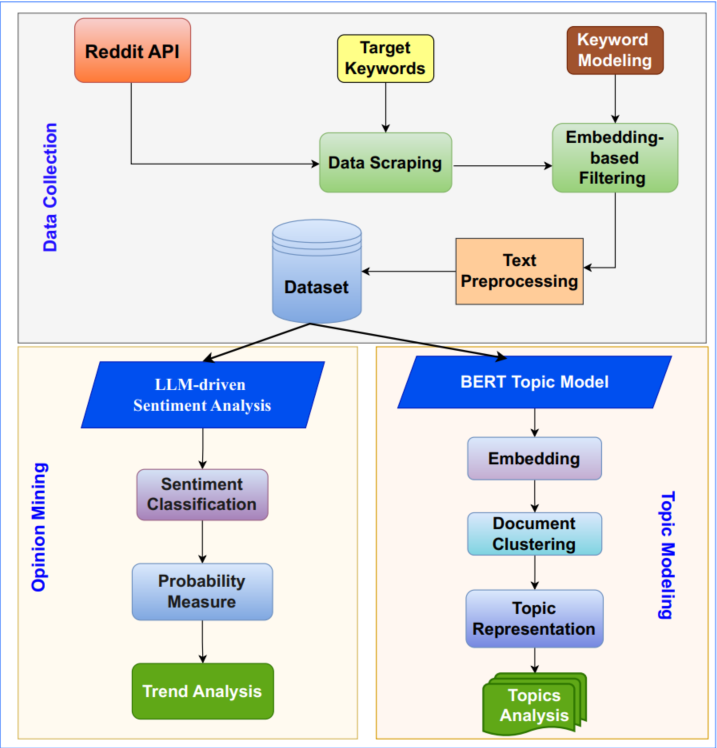 Reddit API
Target
Keywords
Keyword
Modeling
Data Collection
Data Scraping
Embedding-
based
Filtering
Dataset
Text
Preprocessing
LLM-driven
Sentiment Analysis
Opinion Mining
Sentiment
Classification
Probability
Measure
Trend Analysis
BERT Topic Model
Embedding
Document
Clustering
Topic
Representation
Topics
Analysis
Topic Modeling